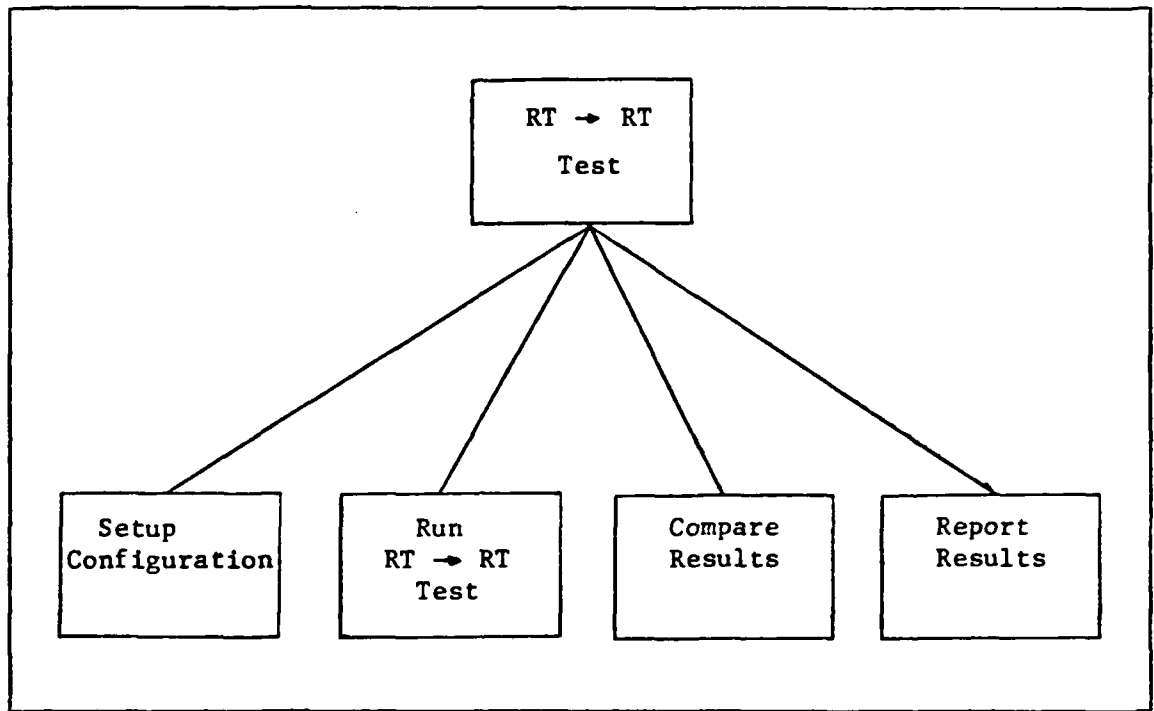 RT → RT
Test
Setup
Configuration
Run
RT → RT
Test
Compare
Results
Report
Results